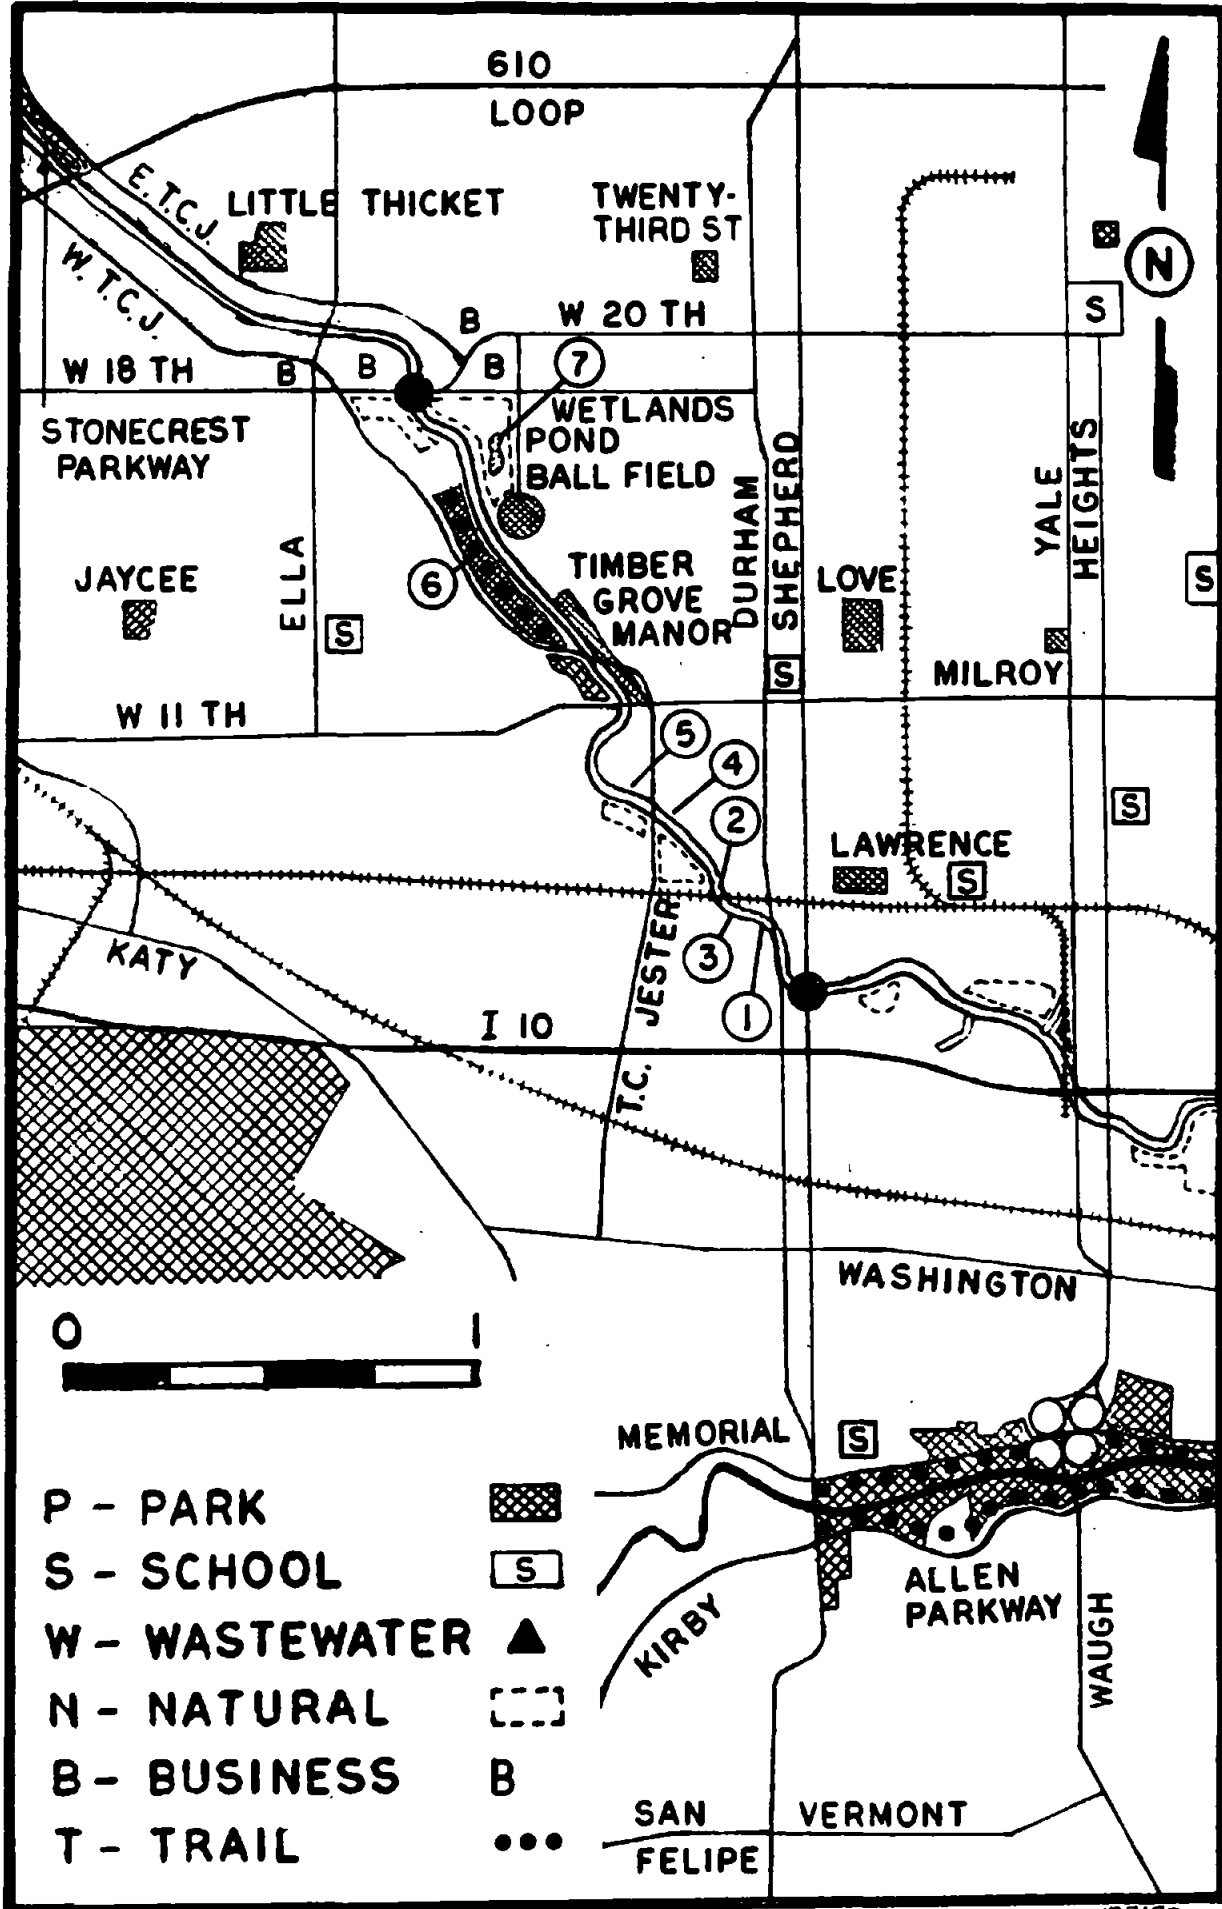 610
LOOP
E.T.C.J.
LITTLE THICKET
TWENTY-
THIRD ST
N
W. T.C.J.
S
B
W 20 TH
W 18 TH
B
B
B
7
STONECREST
PARKWAY
WETLANDS
POND
BALL FIELD
DURHAM
SHEPHERD
YALE
HEIGHTS
ELLA
JAYCEE
6
TIMBER
GROVE
MANOR
LOVE
S
S
S
MILROY
W 11 TH
5
4
2
S
LAWRENCE
S
KATY
T.C. JESTER
3
1
I 10
WASHINGTON
0 1
MEMORIAL
S
P - PARK
S - SCHOOL S
W - WASTEWATER
N - NATURAL
B - BUSINESS B
T - TRAIL
KIRBY
ALLEN
PARKWAY
WAUGH
SAN
FELIPE
VERMONT